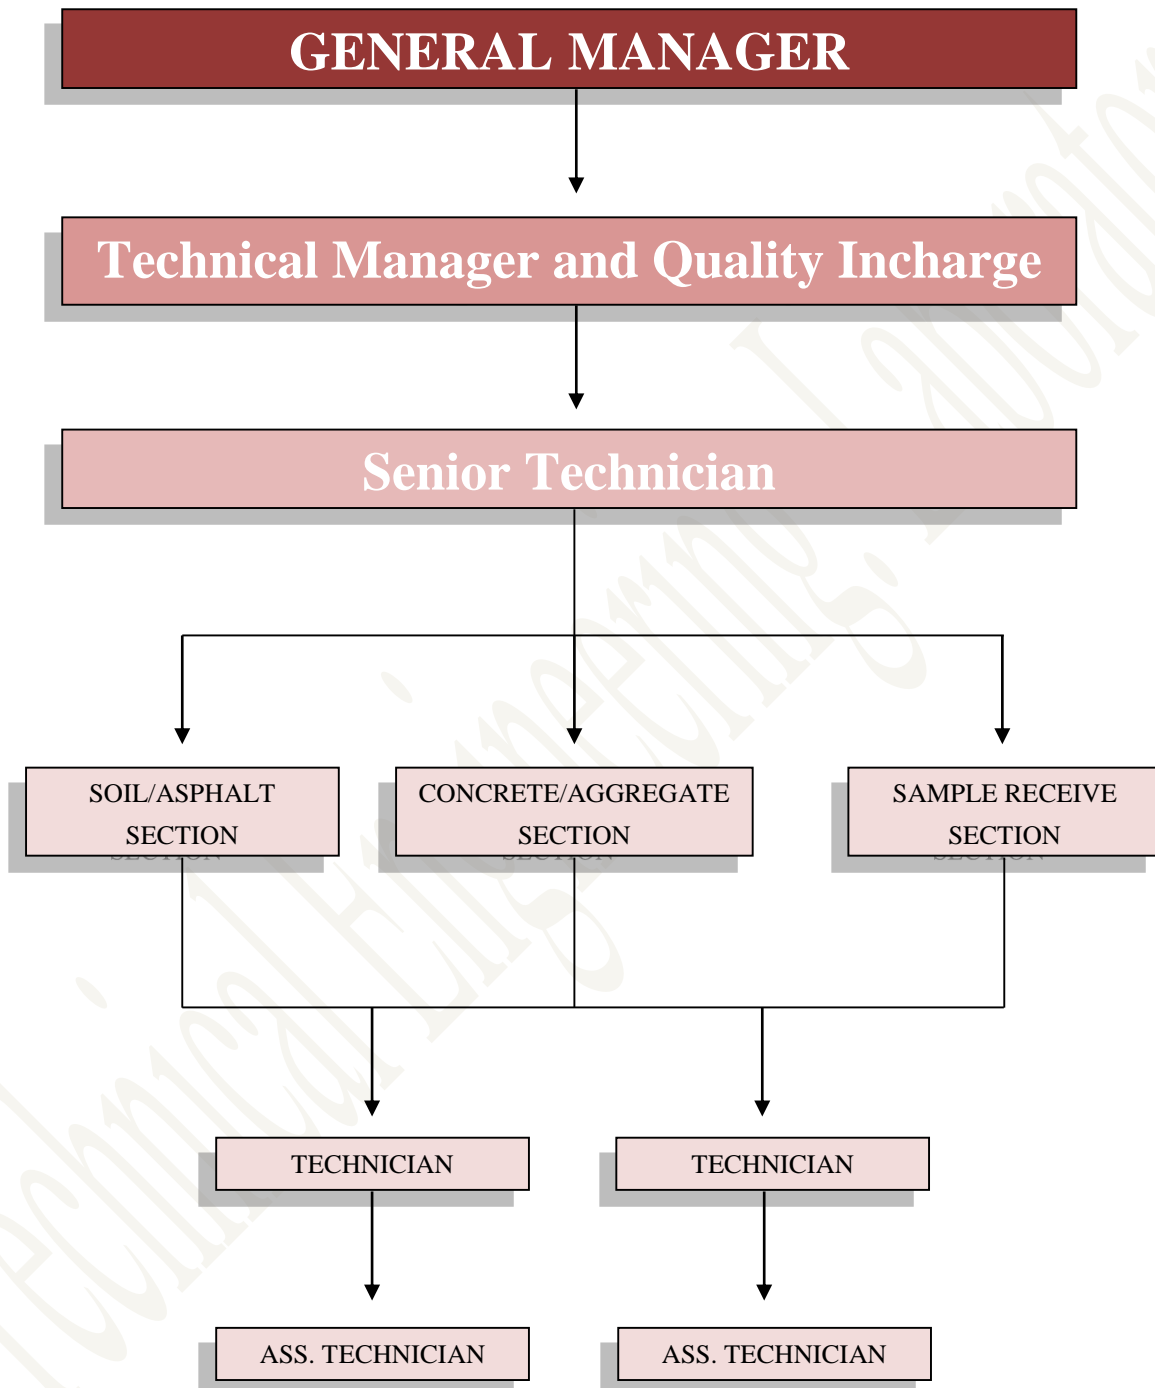 GENERAL MANAGER
Technical Manager and Quality Incharge
Senior Technician
SOIL/ASPHALT
SECTION
CONCRETE/AGGREGATE
SECTION
SAMPLE RECEIVE
SECTION
TECHNICIAN
TECHNICIAN
ASS. TECHNICIAN
ASS. TECHNICIAN